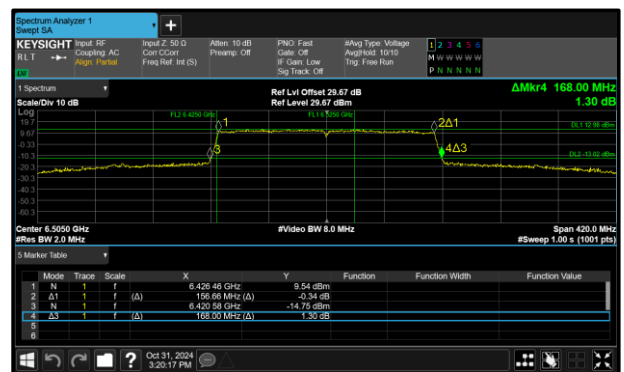 Spectrum Analyzer 1
Swept SA
+
KEYSIGHT Input: RF Input Z: 50 Ω Atten: 10 dB PNO: Fast #Avg Type: Voltage 1 2 3 4 5 6
RLT Coupling: AC Corr CCorr Preamp: Off Gate: Off Avg|Hold: 10/10 M W W W W W
Align: Partial Freq Ref: Int (S) IF Gain: Low Trig: Free Run
Sig Track: Off P N N N N N
1 Spectrum Ref Lvl Offset 29.67 dB ΔMkr4 168.00 MHz
Scale/Div 10 dB Ref Level 29.67 dBm 1.30 dB
Log
19.7 FL2 6.4250 GHz 1 2Δ1 DL1 12.98 dBm
9.67
-0.33
-10.3 3 4Δ3 DL2 -13.02 dBm
-20.3
-30.3
-40.3
-50.3
-60.3
Center 6.5050 GHz #Video BW 8.0 MHz Span 420.0 MHz
#Res BW 2.0 MHz #Sweep 1.00 s (1001 pts)
5 Marker Table
Mode Trace Scale X Y Function Function Width Function Value
1 N 1 f 6.426 46 GHz 9.54 dBm
2 Δ1 1 f (Δ) 156.66 MHz (Δ) -0.34 dB
3 N 1 f 6.420 58 GHz -14.75 dBm
4 Δ3 1 f (Δ) 168.00 MHz (Δ) 1.30 dB
5
6
? Oct 31, 2024
3:20:17 PM